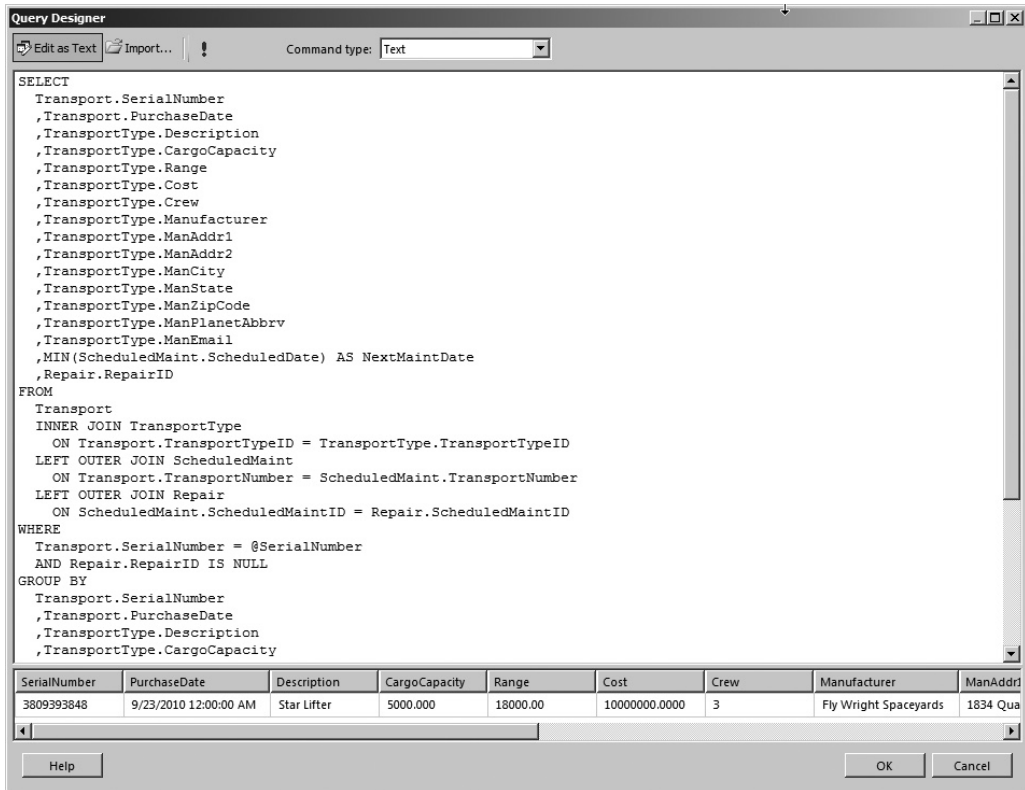 Query Designer
Edit as Text Import... ! Command type: Text
SELECT
Transport.SerialNumber
,Transport.PurchaseDate
,TransportType.Description
,TransportType.CargoCapacity
,TransportType.Range
,TransportType.Cost
,TransportType.Crew
,TransportType.Manufacturer
,TransportType.ManAddr1
,TransportType.ManAddr2
,TransportType.ManCity
,TransportType.ManState
,TransportType.ManZipCode
,TransportType.ManPlanetAbbrv
,TransportType.ManEmail
,MIN(ScheduledMaint.ScheduledDate) AS NextMaintDate
,Repair.RepairID
FROM
Transport
INNER JOIN TransportType
ON Transport.TransportTypeID = TransportType.TransportTypeID
LEFT OUTER JOIN ScheduledMaint
ON Transport.TransportNumber = ScheduledMaint.TransportNumber
LEFT OUTER JOIN Repair
ON ScheduledMaint.ScheduledMaintID = Repair.ScheduledMaintID
WHERE
Transport.SerialNumber = @SerialNumber
AND Repair.RepairID IS NULL
GROUP BY
Transport.SerialNumber
,Transport.PurchaseDate
,TransportType.Description
,TransportType.CargoCapacity
SerialNumber PurchaseDate Description CargoCapacity Range Cost Crew Manufacturer ManAddr1
3809393848 9/23/2010 12:00:00 AM Star Lifter 5000.000 18000.00 10000000.0000 3 Fly Wright Spaceyards 1834 Qua
Help OK Cancel